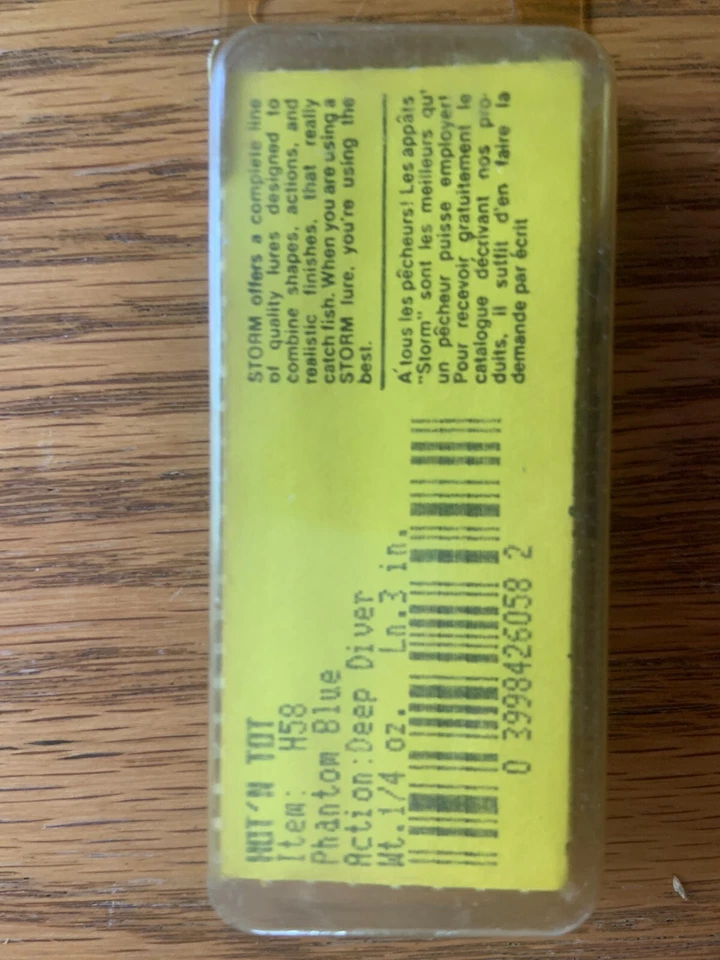 HOT'N TOT
Item: H58
Phantom Blue
Action:Deep Diver
Wt.1/4 oz. Ln.3 in.
0 3998426058 2
STORM offers a complete line
of quality lures designed to
combine shapes, actions, and
realistic finishes, that really
catch fish. When you are using a
STORM lure, you're using the
best.
A´tous les pêcheurs! Les appâts
"Storm" sont les meilleurs qu'
un pêcheur puisse employer!
Pour recevoir gratuitement le
catalogue décrivant nos pro-
duits, il suffit d'en faire la
demande par écrit